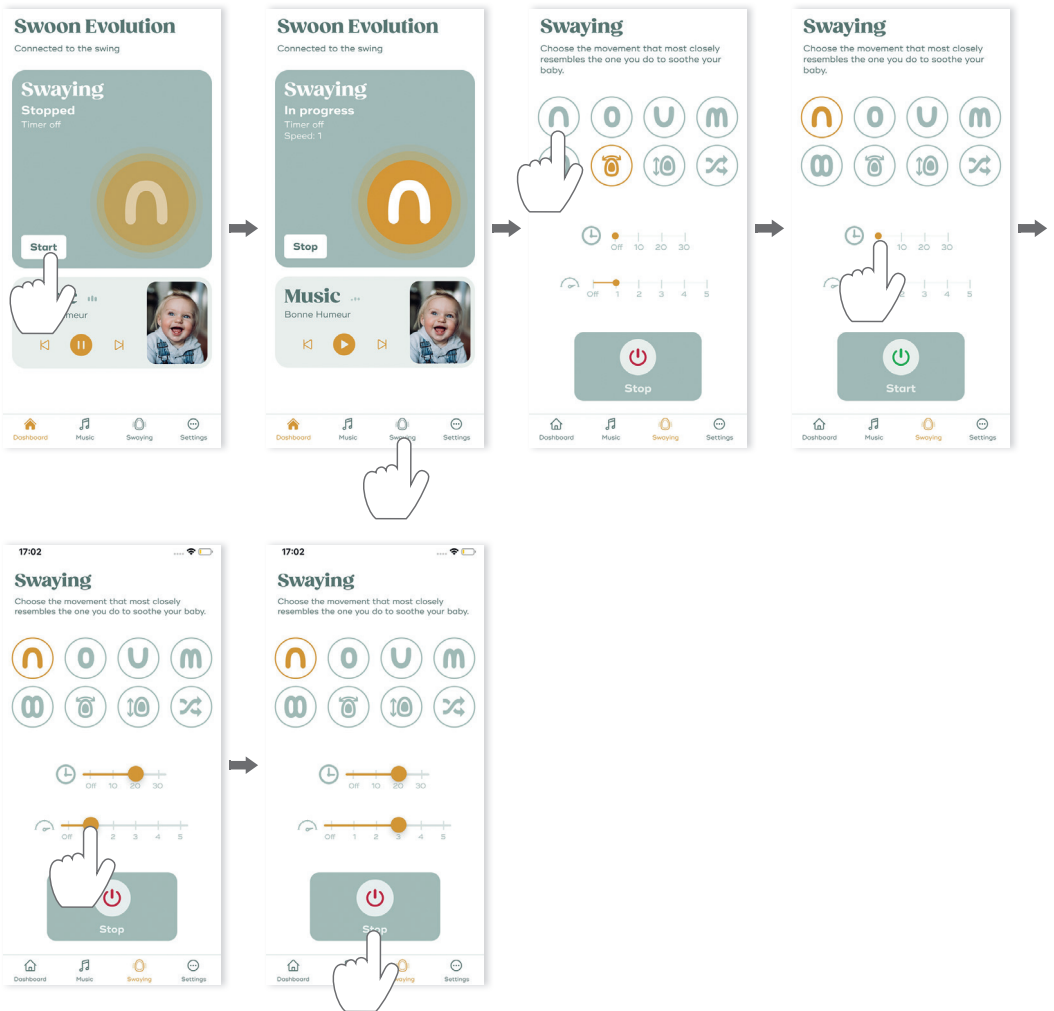 Swoon Evolution
Connected to the swing
Swaying
Stopped
Timer off
Start
Bonne Humeur
Dashboard Music Swaying Settings
Swoon Evolution
Connected to the swing
Swaying
In progress
Timer off
Speed: 1
Stop
Music
Bonne Humeur
Dashboard Music Swaying Settings
Swaying
Choose the movement that most closely
resembles the one you do to soothe your
baby.
Off 10 20 30
Off 1 2 3 4 5
Stop
Dashboard Music Swaying Settings
Swaying
Choose the movement that most closely
resembles the one you do to soothe your
baby.
10 20 30
2 3 4 5
Start
Dashboard Music Swaying Settings
17:02
Swaying
Choose the movement that most closely
resembles the one you do to soothe your baby.
Off 10 20 30
Off 2 3 4 5
Stop
Dashboard Music Swaying Settings
17:02
Swaying
Choose the movement that most closely
resembles the one you do to soothe your baby.
Off 10 20 30
Off 1 2 3 4 5
Stop
Dashboard Music Swaying Settings